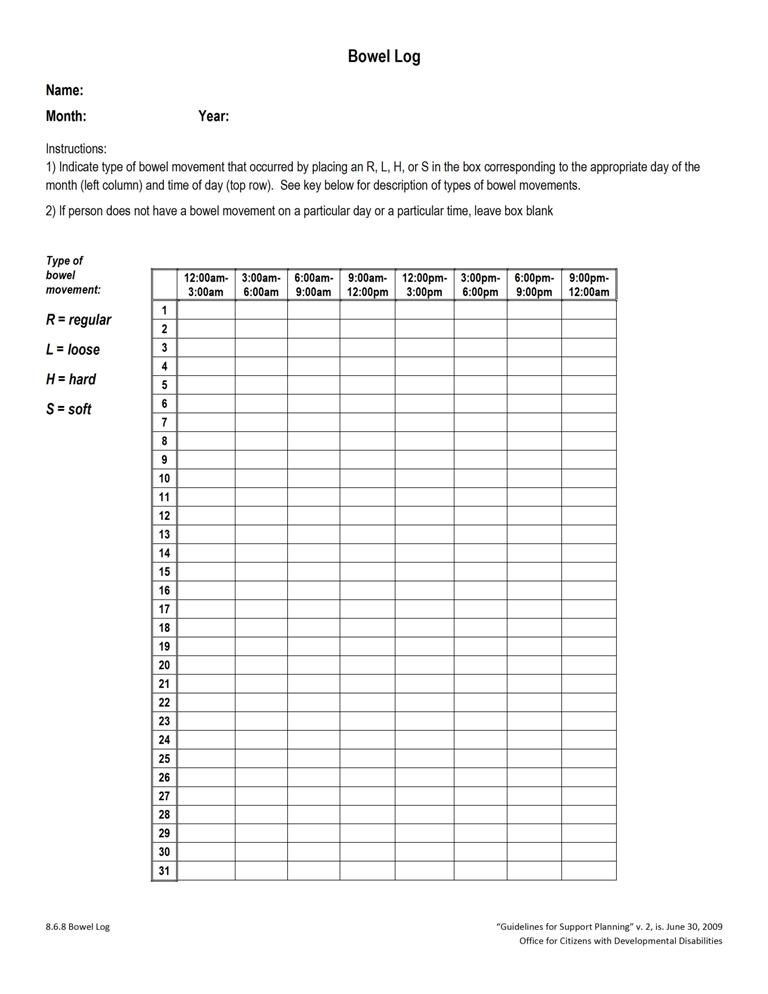 Bowel Log
Name:
Month: Year:
Instructions:
1) Indicate type of bowel movement that occurred by placing an R, L, H, or S in the box corresponding to the appropriate day of the
month (left column) and time of day (top row). See key below for description of types of bowel movements.
2) If person does not have a bowel movement on a particular day or a particular time, leave box blank
Type of
bowel
movement:
R = regular
L = loose
H = hard
S = soft
12:00am- 3:00am- 6:00am- 9:00am- 12:00pm- 3:00pm- 6:00pm- 9:00pm-
3:00am 6:00am 9:00am 12:00pm 3:00pm 6:00pm 9:00pm 12:00am
1
2
3
4
5
6
7
8
9
10
11
12
13
14
15
16
17
18
19
20
21
22
23
24
25
26
27
28
29
30
31
8.6.8 Bowel Log "Guidelines for Support Planning" v. 2, is. June 30, 2009
Office for Citizens with Developmental Disabilities